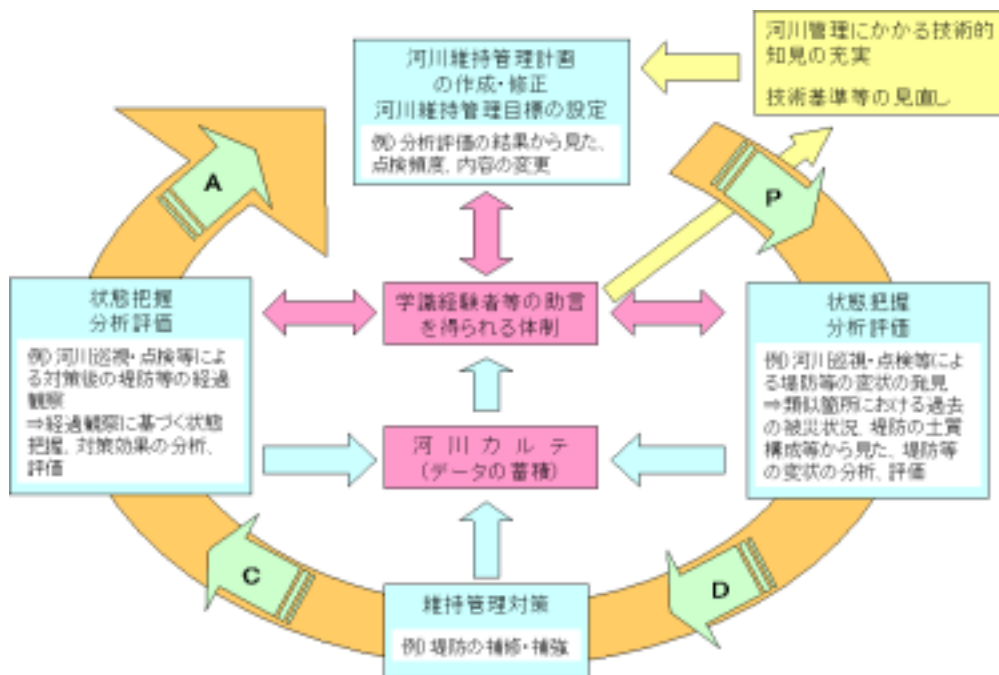 河川維持管理計画
の作成・修正
河川維持管理目標の設定
例）分析評価の結果から見た、
点検頻度、内容の変更
河川管理にかかる技術的
知見の充実
技術基準等の見直し
A
P
状態把握
分析評価
例）河川巡視・点検等によ
る対策後の堤防等の経過
観察
⇒経過観察に基づく状態
把握、対策効果の分析、
評価
学識経験者等の助言
を得られる体制
状態把握
分析評価
例）河川巡視・点検等によ
る堤防等の変状の発見
⇒類似箇所における過去
の被災状況、堤防の土質
構成等から見た、堤防等
の変状の分析、評価
河川カルテ
（データの蓄積）
C
D
維持管理対策
例）堤防の補修・補強